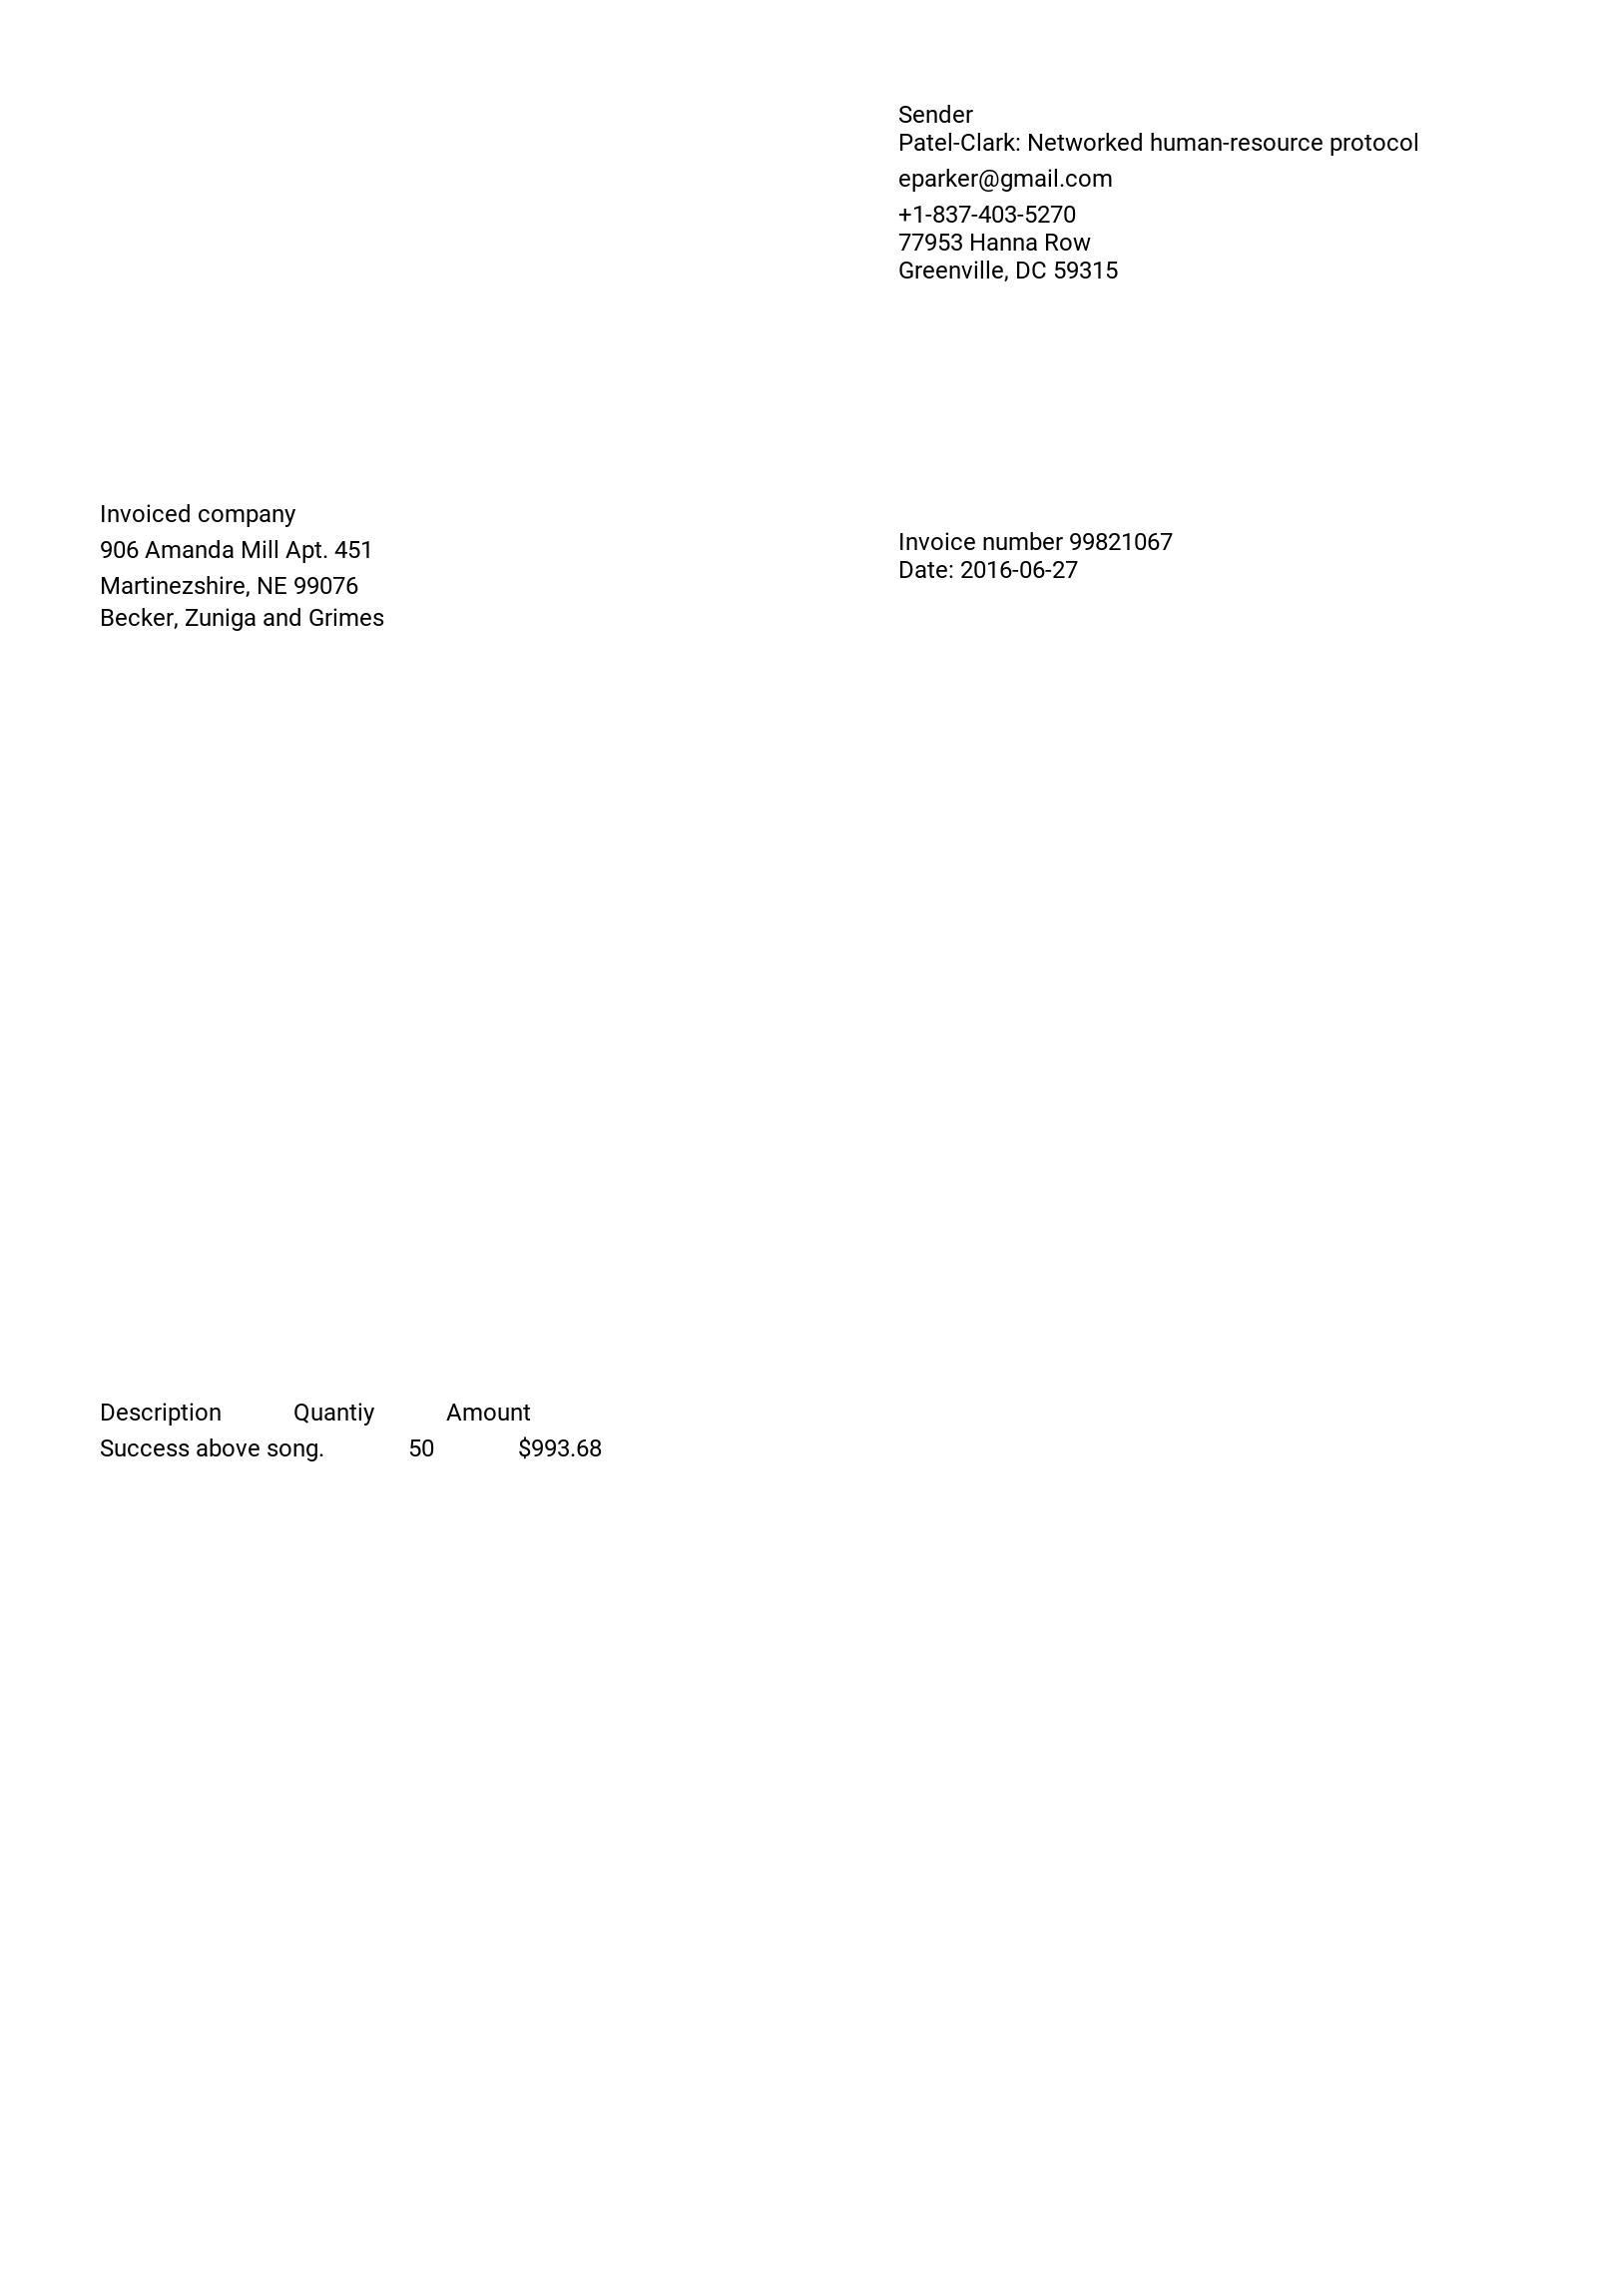 Sender
Patel-Clark: Networked human-resource protocol
eparker@gmail.com
+1-837-403-5270
77953 Hanna Row
Greenville, DC 59315
Invoiced company
906 Amanda Mill Apt. 451
Martinezshire, NE 99076
Becker, Zuniga and Grimes
Invoice number 99821067
Date: 2016-06-27
Description Quantiy Amount
Success above song. 50 $993.68